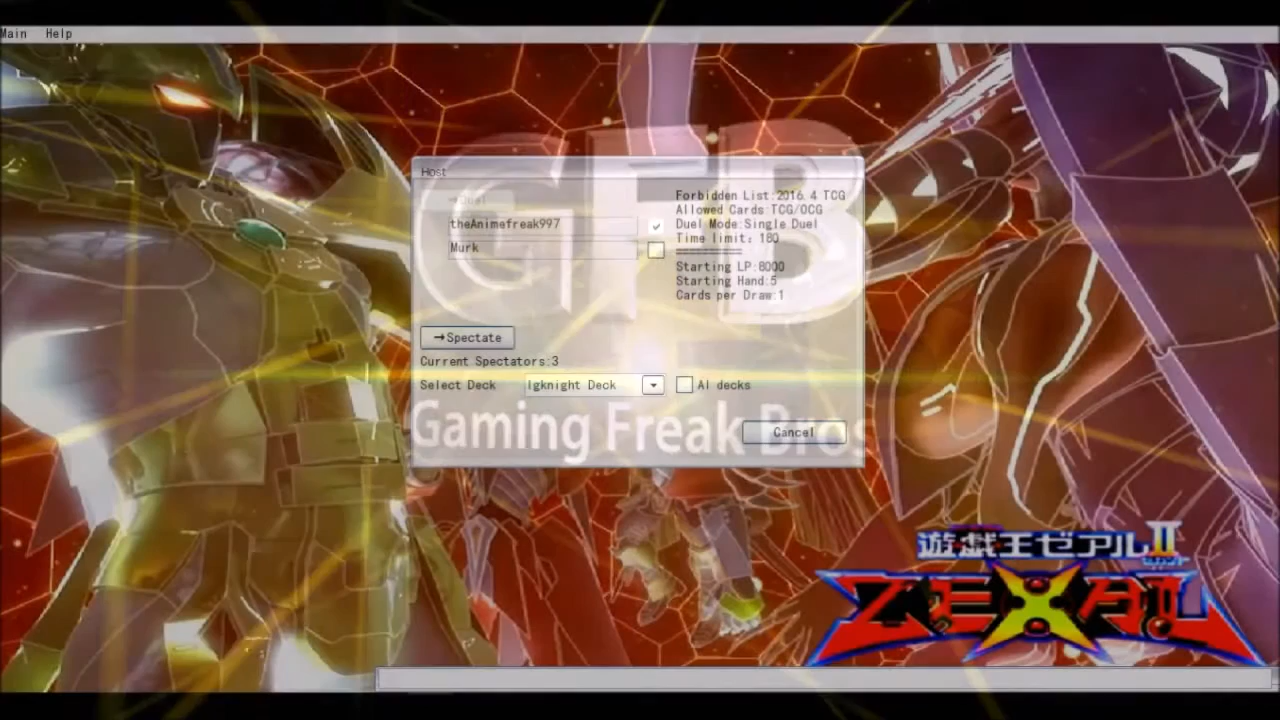 Main Help
Host
theAnimefreak997
Murk
Forbidden List:2016.4 TCG
Allowed Cards:TCG/OCG
Duel Mode:Single Duel
Time limit: 180
==========
Starting LP:8000
Starting Hand:5
Cards per Draw:1
→Spectate
Current Spectators:3
Select Deck Igknight Deck AI decks
Cancel
GFB
Gaming Freak Bros
遊戯王ゼアルII
ZEXAL